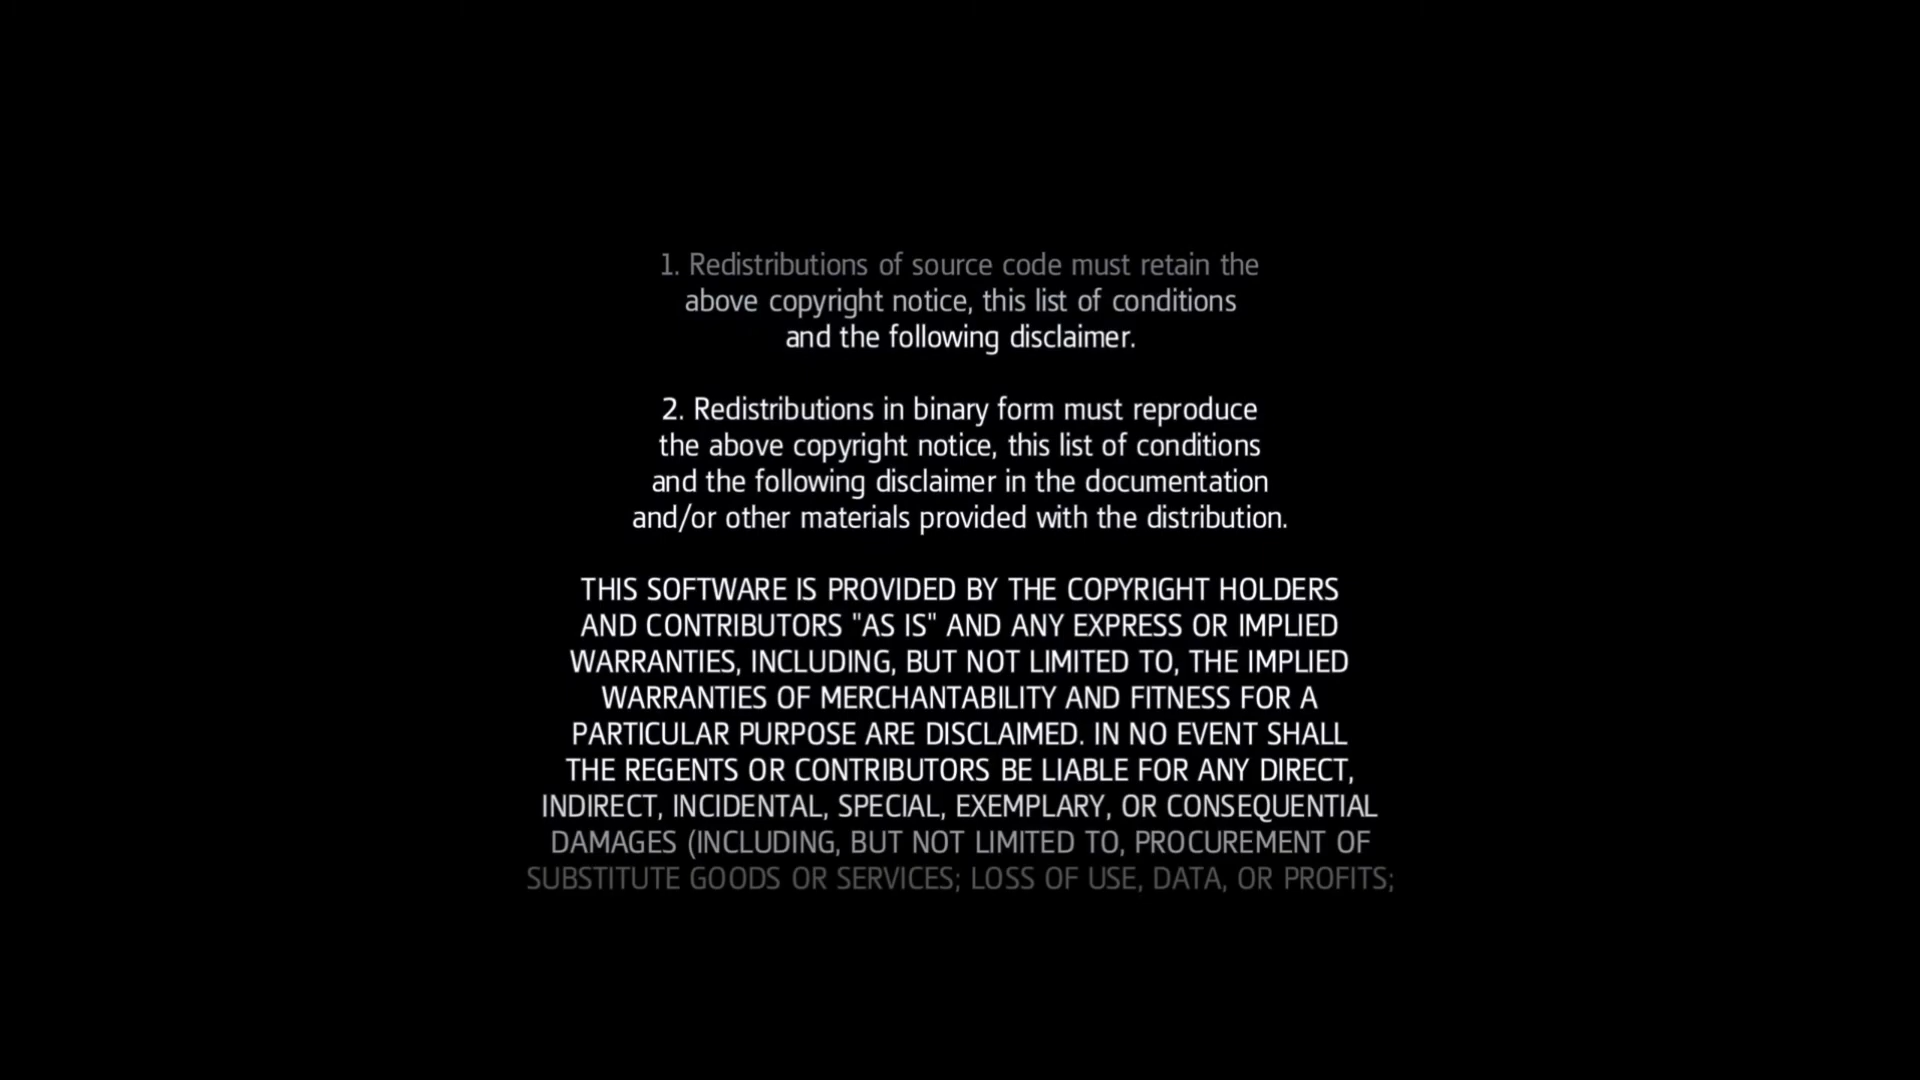 1. Redistributions of source code must retain the
above copyright notice, this list of conditions
and the following disclaimer.
2. Redistributions in binary form must reproduce
the above copyright notice, this list of conditions
and the following disclaimer in the documentation
and/or other materials provided with the distribution.
THIS SOFTWARE IS PROVIDED BY THE COPYRIGHT HOLDERS
AND CONTRIBUTORS "AS IS" AND ANY EXPRESS OR IMPLIED
WARRANTIES, INCLUDING, BUT NOT LIMITED TO, THE IMPLIED
WARRANTIES OF MERCHANTABILITY AND FITNESS FOR A
PARTICULAR PURPOSE ARE DISCLAIMED. IN NO EVENT SHALL
THE REGENTS OR CONTRIBUTORS BE LIABLE FOR ANY DIRECT,
INDIRECT, INCIDENTAL, SPECIAL, EXEMPLARY, OR CONSEQUENTIAL
DAMAGES (INCLUDING, BUT NOT LIMITED TO, PROCUREMENT OF
SUBSTITUTE GOODS OR SERVICES; LOSS OF USE, DATA, OR PROFITS;